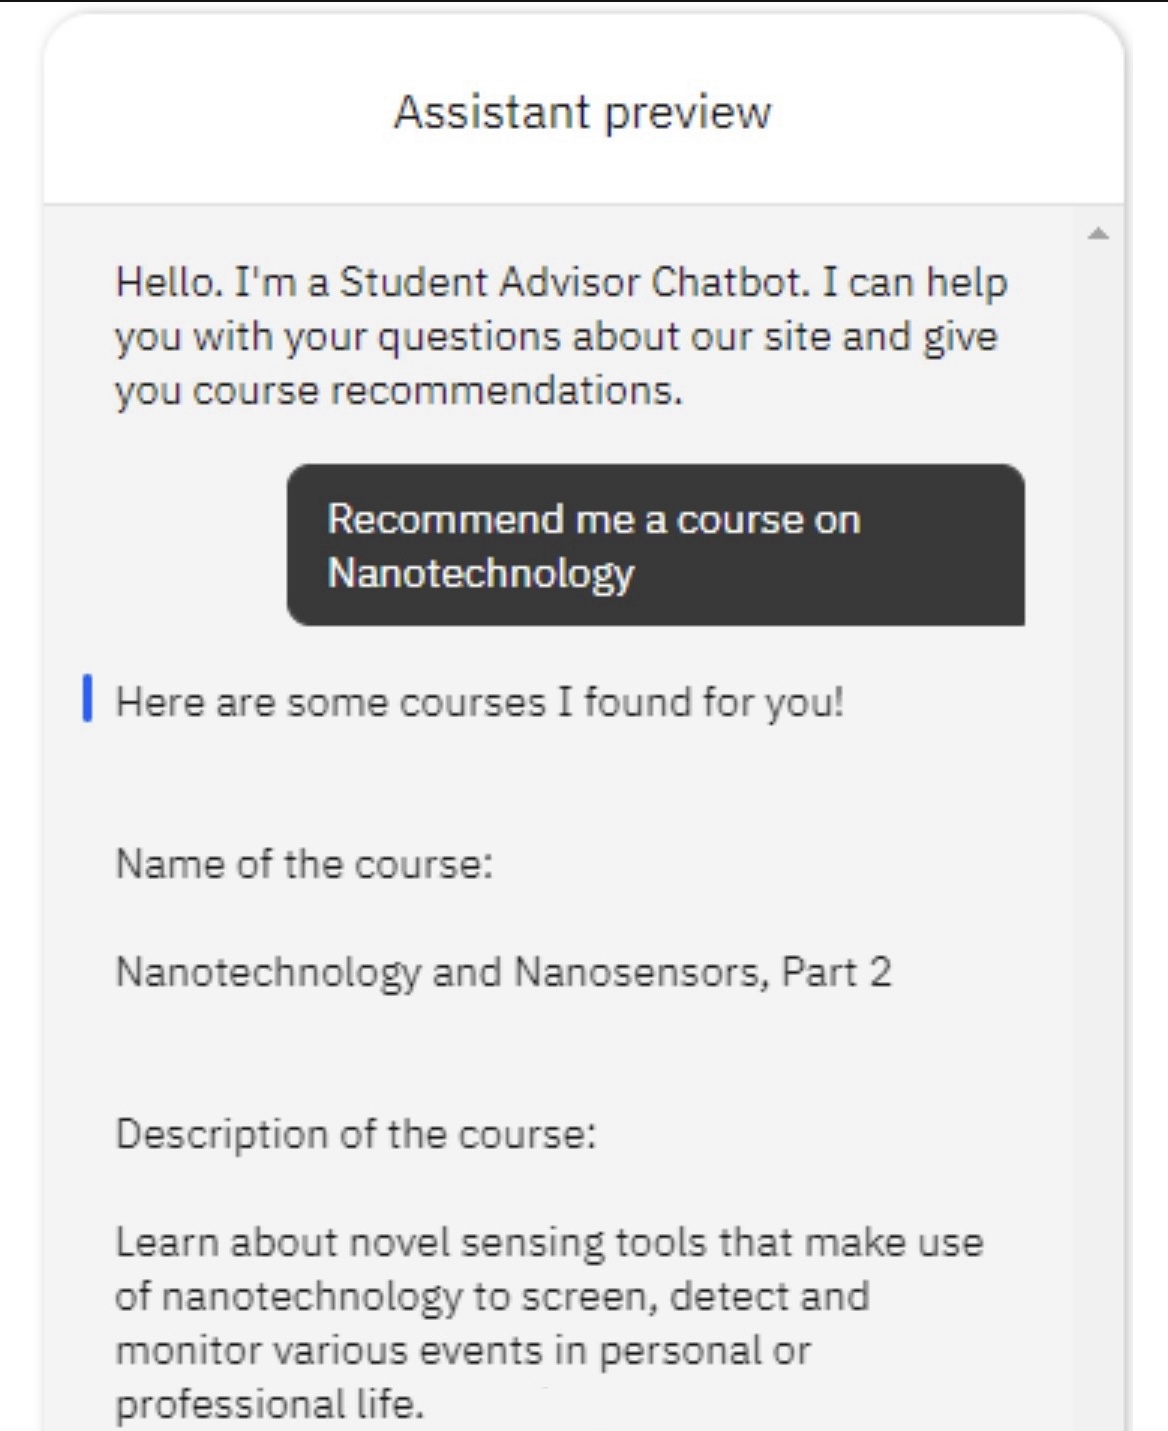 Assistant preview
Hello. I'm a Student Advisor Chatbot. I can help
you with your questions about our site and give
you course recommendations.
Recommend me a course on
Nanotechnology
Here are some courses I found for you!
Name of the course:
Nanotechnology and Nanosensors, Part 2
Description of the course:
Learn about novel sensing tools that make use
of nanotechnology to screen, detect and
monitor various events in personal or
professional life.